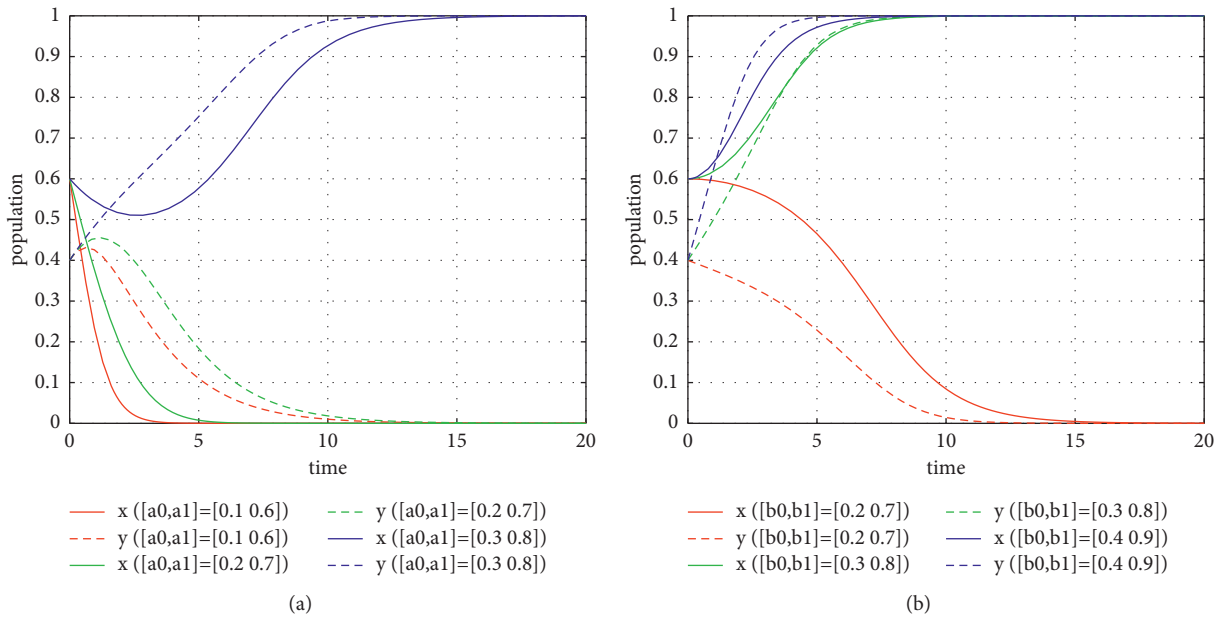 1
0.9
0.8
0.7
0.6
0.5
0.4
0.3
0.2
0.1
0
population
0 5 10 15 20
time
x ([a0,a1]=[0.1 0.6])
y ([a0,a1]=[0.1 0.6])
x ([a0,a1]=[0.2 0.7])
y ([a0,a1]=[0.2 0.7])
x ([a0,a1]=[0.3 0.8])
y ([a0,a1]=[0.3 0.8])
(a)
1
0.9
0.8
0.7
0.6
0.5
0.4
0.3
0.2
0.1
0
population
0 5 10 15 20
time
x ([b0,b1]=[0.2 0.7])
y ([b0,b1]=[0.2 0.7])
x ([b0,b1]=[0.3 0.8])
y ([b0,b1]=[0.3 0.8])
x ([b0,b1]=[0.4 0.9])
y ([b0,b1]=[0.4 0.9])
(b)